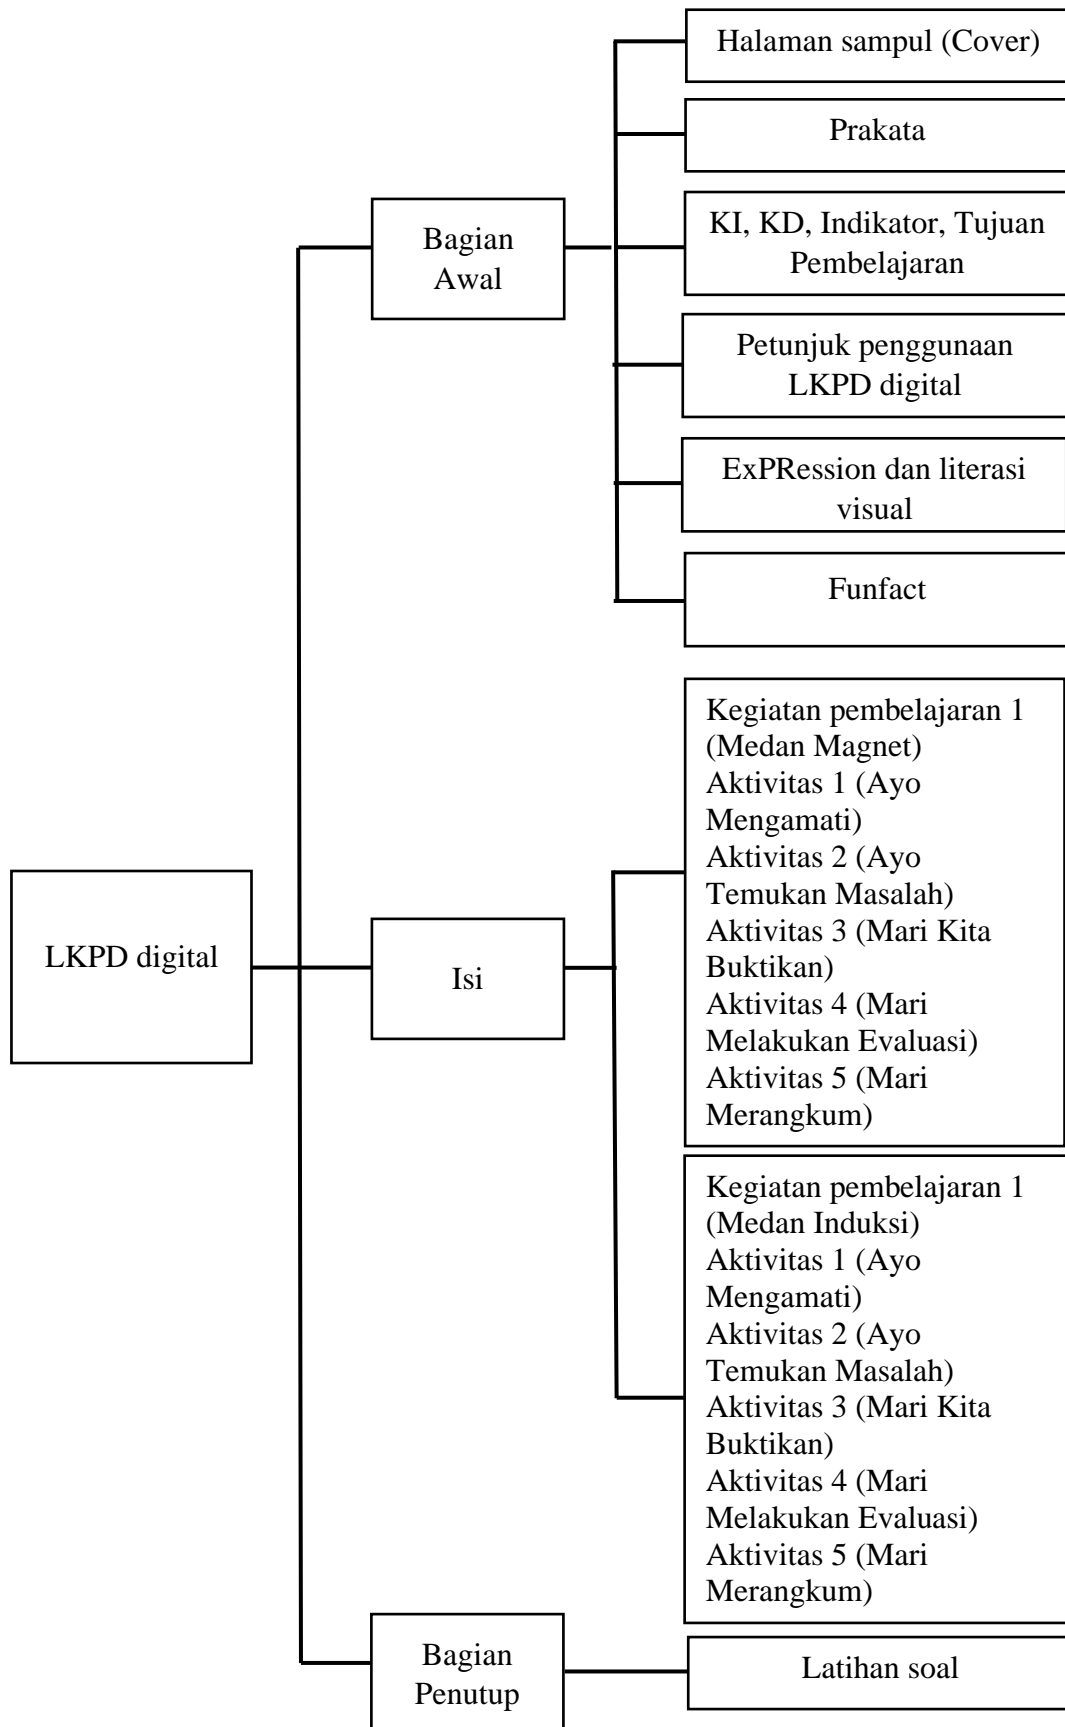 LKPD digital
Bagian
Awal
Halaman sampul (Cover)
Prakata
KI, KD, Indikator, Tujuan
Pembelajaran
Petunjuk penggunaan
LKPD digital
ExPRession dan literasi
visual
Funfact
Isi
Kegiatan pembelajaran 1
(Medan Magnet)
Aktivitas 1 (Ayo
Mengamati)
Aktivitas 2 (Ayo
Temukan Masalah)
Aktivitas 3 (Mari Kita
Buktikan)
Aktivitas 4 (Mari
Melakukan Evaluasi)
Aktivitas 5 (Mari
Merangkum)
Kegiatan pembelajaran 1
(Medan Induksi)
Aktivitas 1 (Ayo
Mengamati)
Aktivitas 2 (Ayo
Temukan Masalah)
Aktivitas 3 (Mari Kita
Buktikan)
Aktivitas 4 (Mari
Melakukan Evaluasi)
Aktivitas 5 (Mari
Merangkum)
Bagian
Penutup
Latihan soal